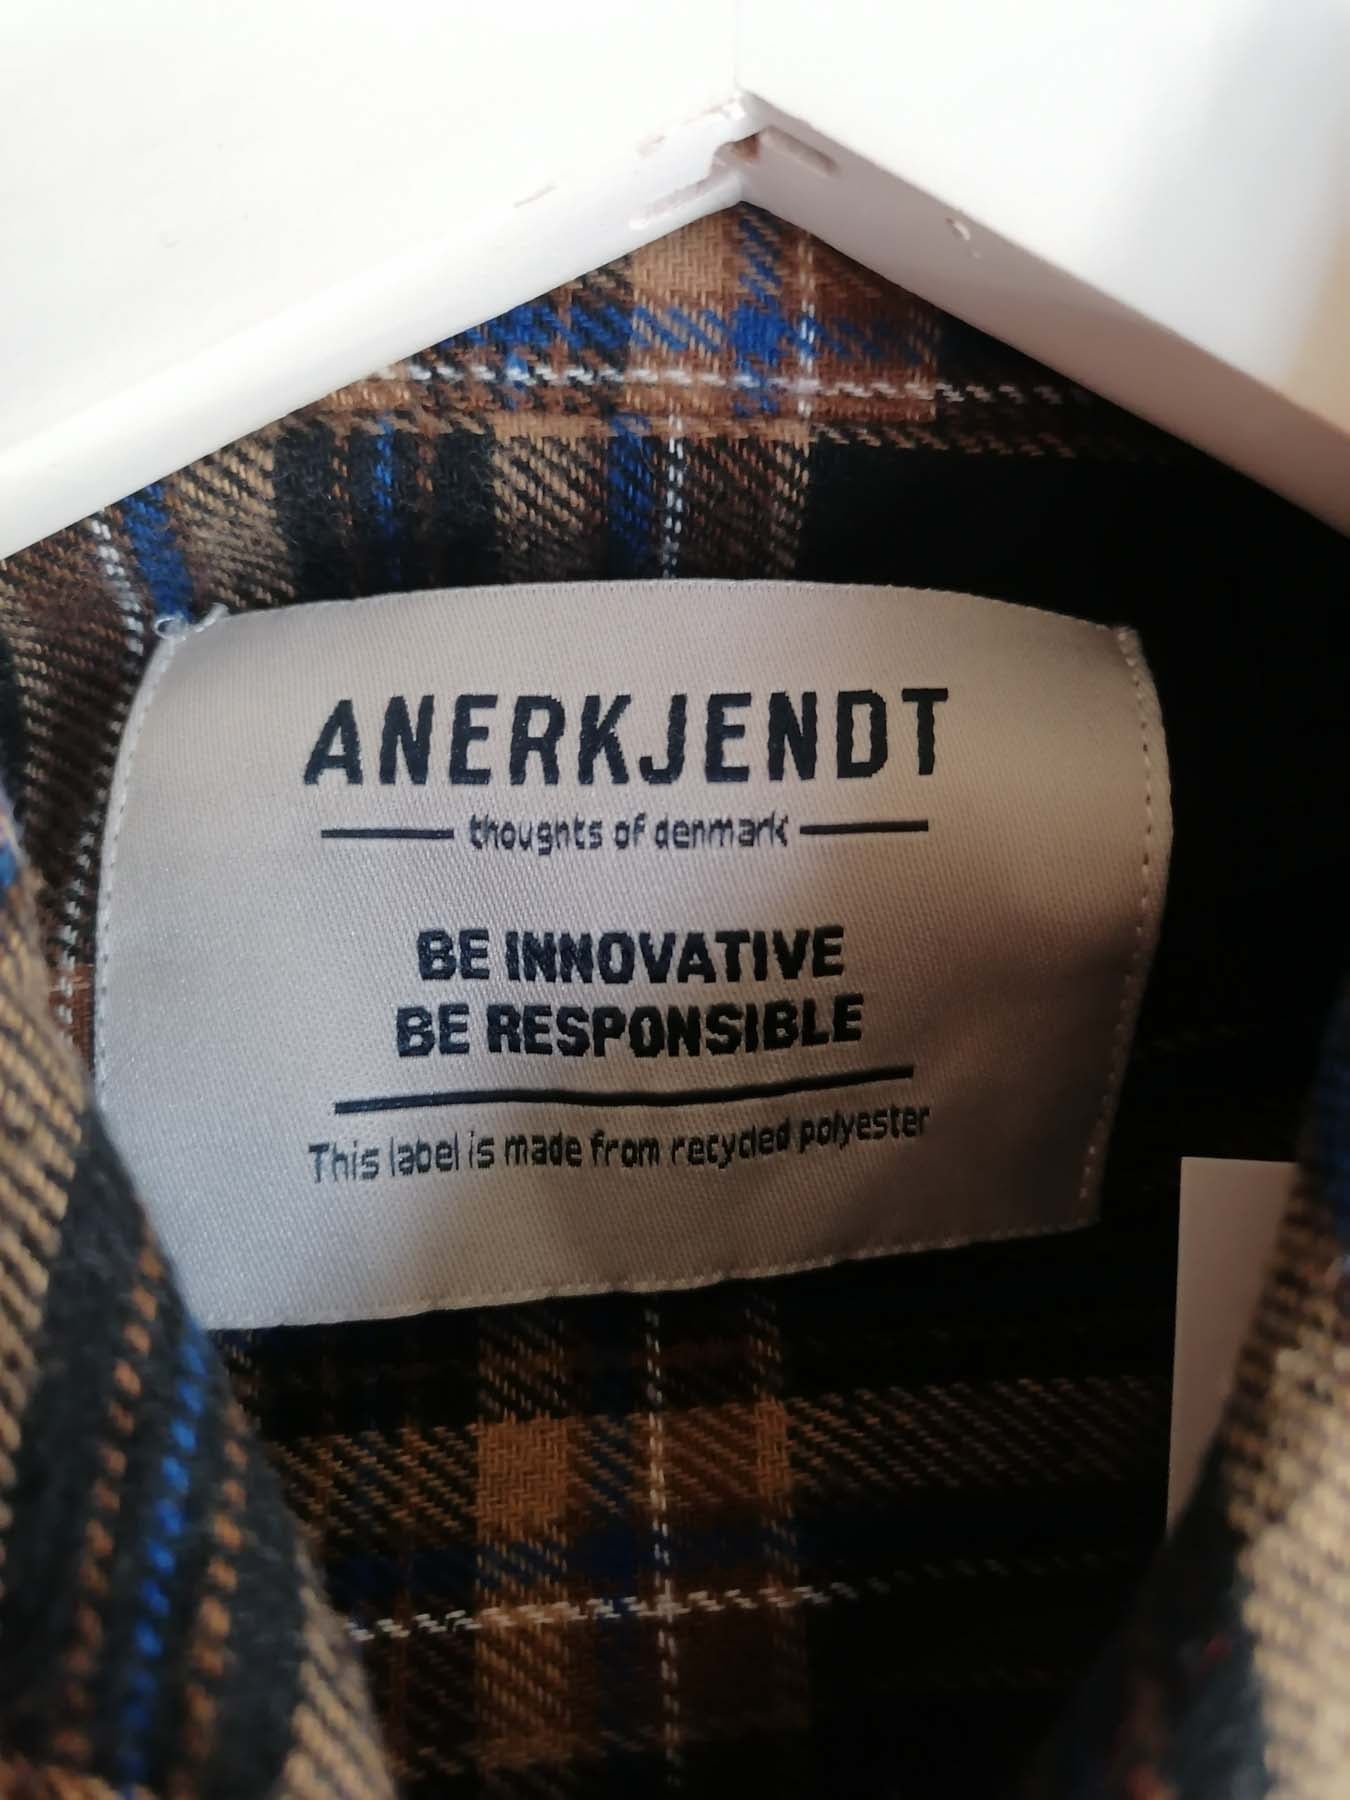 ANERKJENDT
thoughts of denmark
BE INNOVATIVE
BE RESPONSIBLE
This label is made from recycled polyester